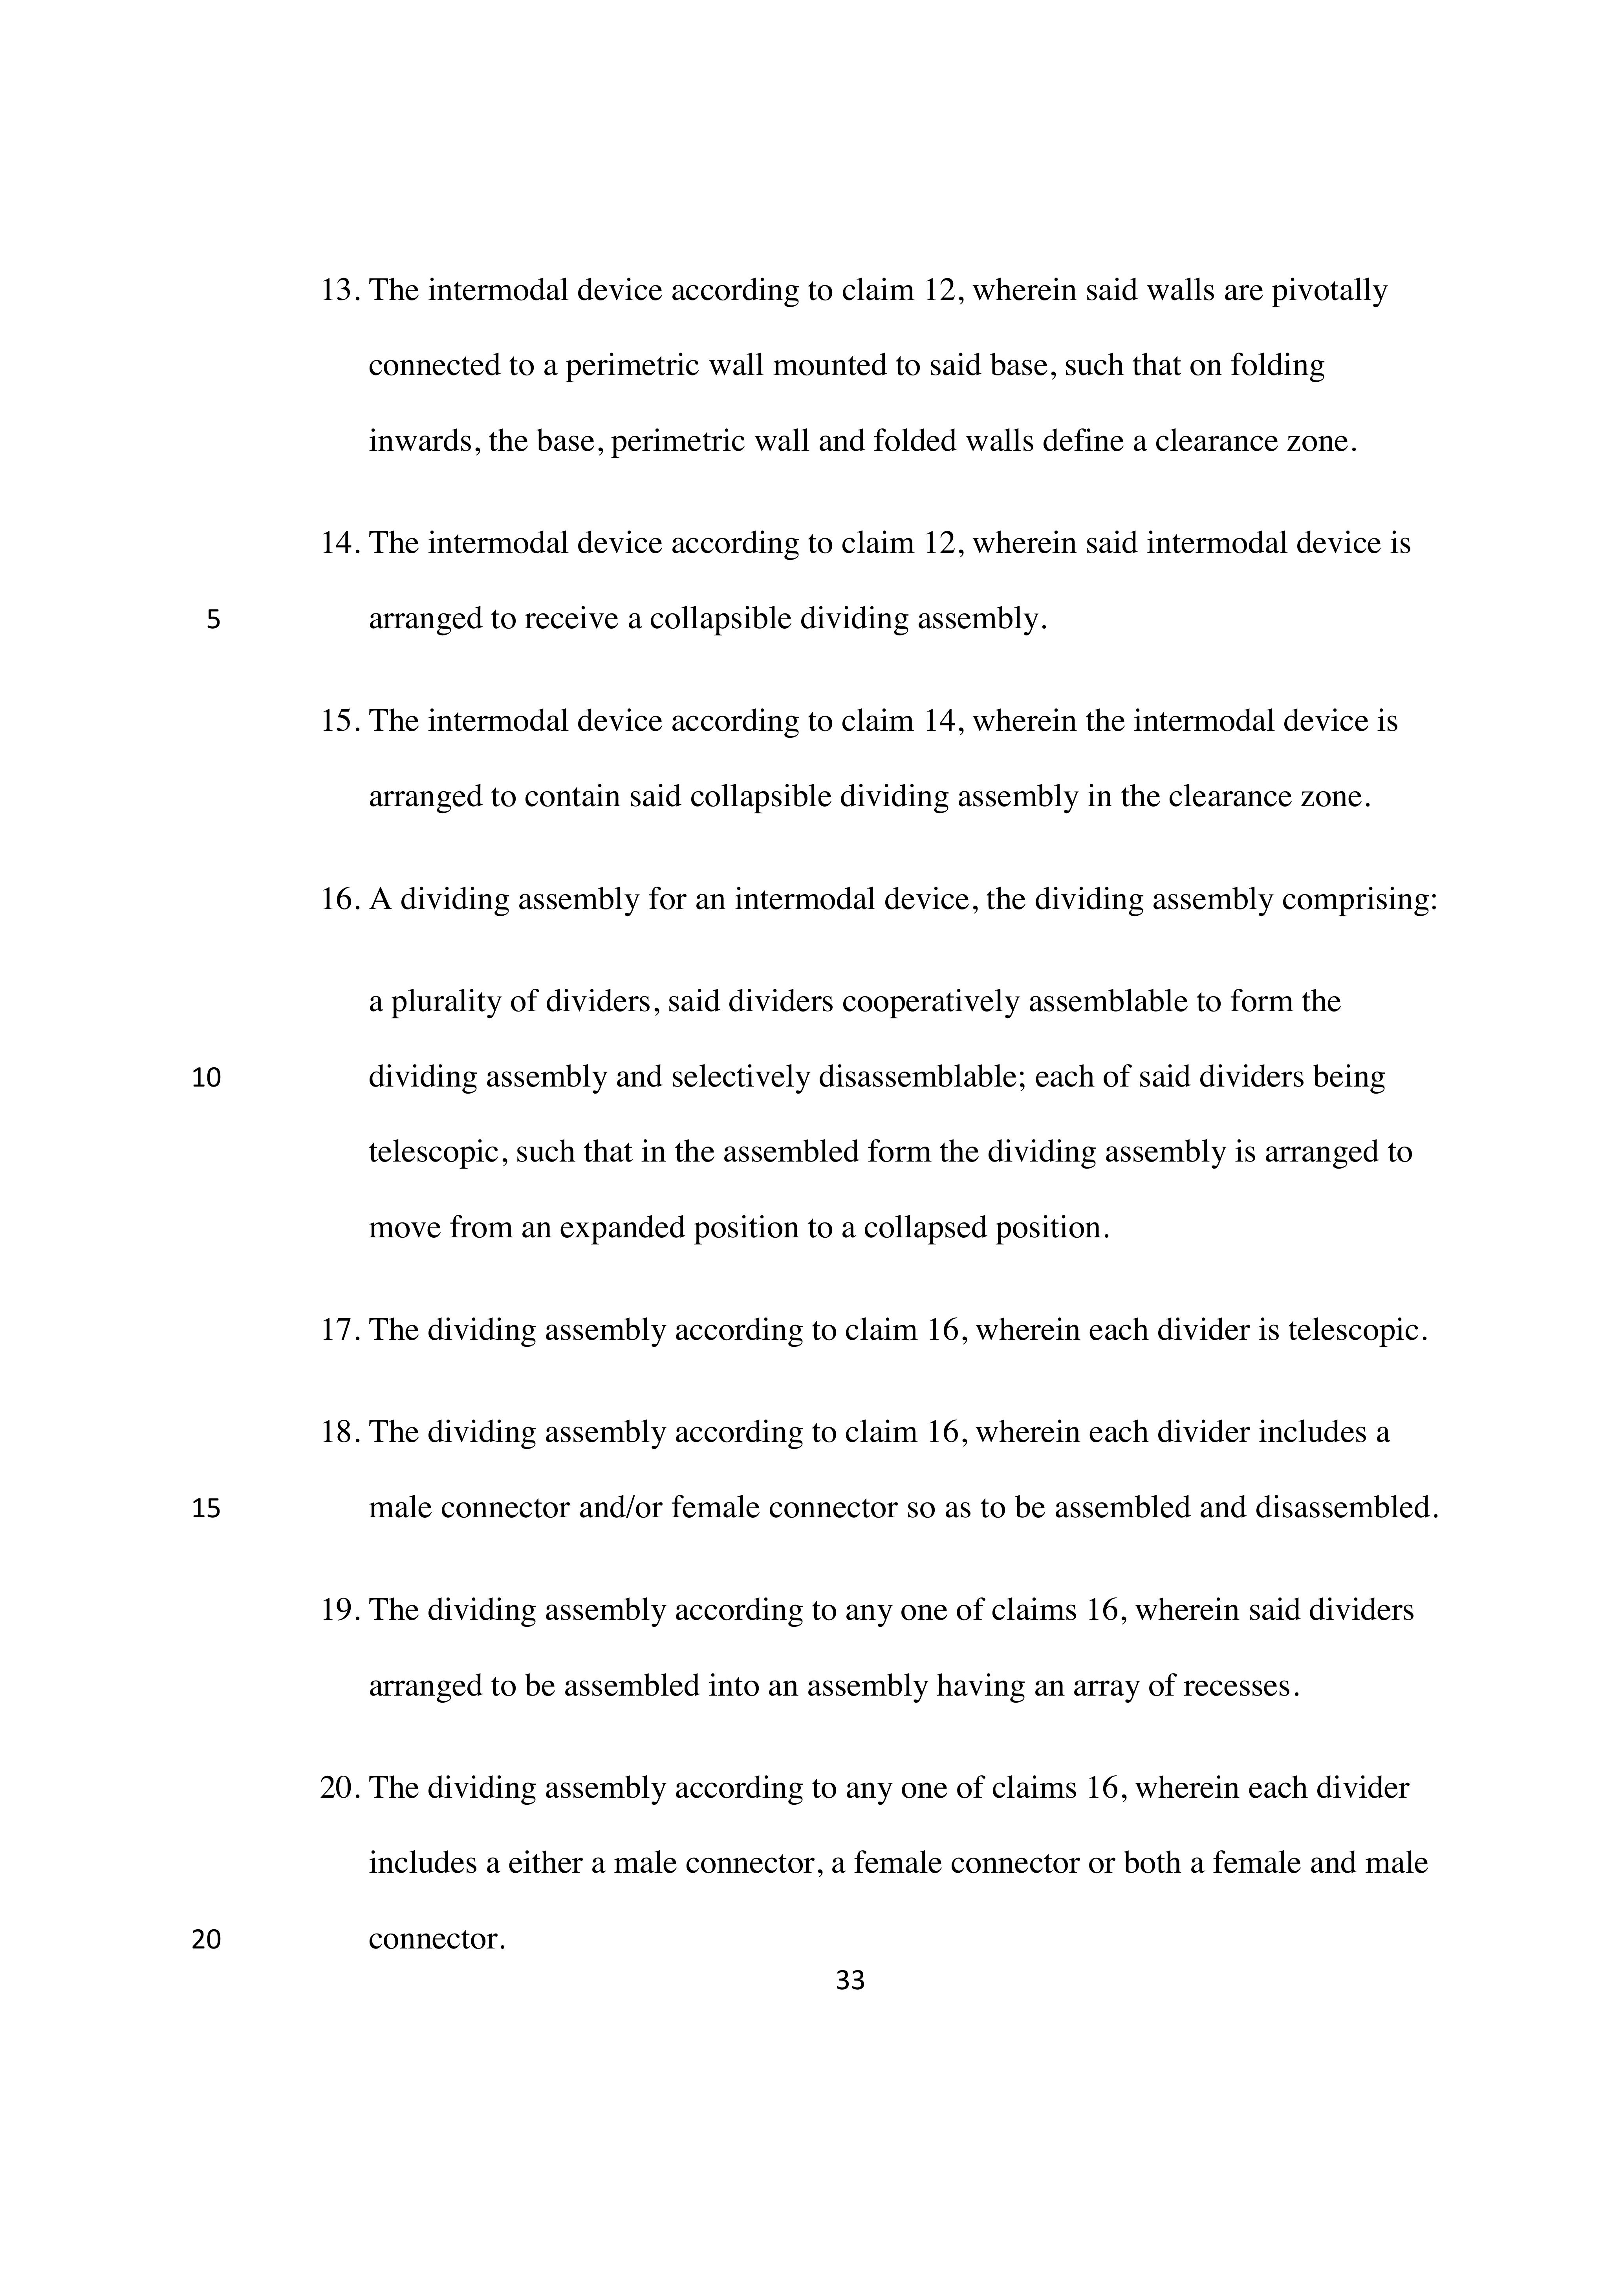 13. The intermodal device according to claim 12, wherein said walls are pivotally
connected to a perimetric wall mounted to said base, such that on folding
inwards, the base, perimetric wall and folded walls define a clearance zone.
14. The intermodal device according to claim 12, wherein said intermodal device is
5 arranged to receive a collapsible dividing assembly.
15. The intermodal device according to claim 14, wherein the intermodal device is
arranged to contain said collapsible dividing assembly in the clearance zone.
16. A dividing assembly for an intermodal device, the dividing assembly comprising:
a plurality of dividers, said dividers cooperatively assemblable to form the
10 dividing assembly and selectively disassemblable; each of said dividers being
telescopic, such that in the assembled form the dividing assembly is arranged to
move from an expanded position to a collapsed position.
17. The dividing assembly according to claim 16, wherein each divider is telescopic.
18. The dividing assembly according to claim 16, wherein each divider includes a
15 male connector and/or female connector so as to be assembled and disassembled.
19. The dividing assembly according to any one of claims 16, wherein said dividers
arranged to be assembled into an assembly having an array of recesses.
20. The dividing assembly according to any one of claims 16, wherein each divider
includes a either a male connector, a female connector or both a female and male
20 connector.
33